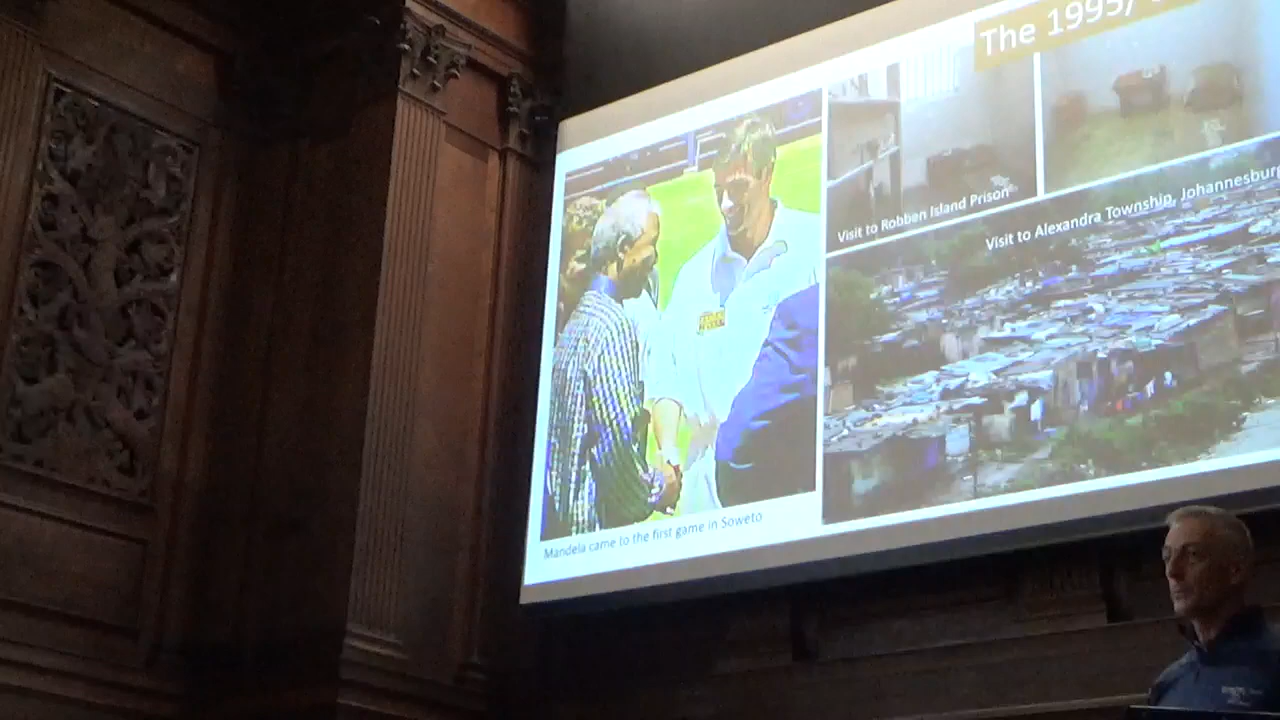 The 1995/
Visit to Robben Island Prison
Visit to Alexandra Township, Johannesburg
Mandela came to the first game in Soweto